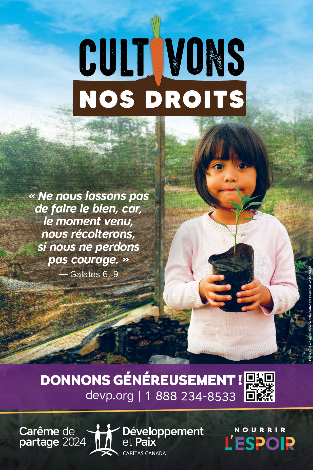 CULTIVONS
NOS DROITS
« Ne nous lassons pas
de faire le bien, car,
le moment venu,
nous récolterons,
si nous ne perdons
pas courage. »
— Galates 6, 9
DONNONS GÉNÉREUSEMENT !
devp.org | 1 888 234-8533
Carême de
partage 2024
Développement
et Paix
CARITAS CANADA
NOURRIR
L'ESPOIR